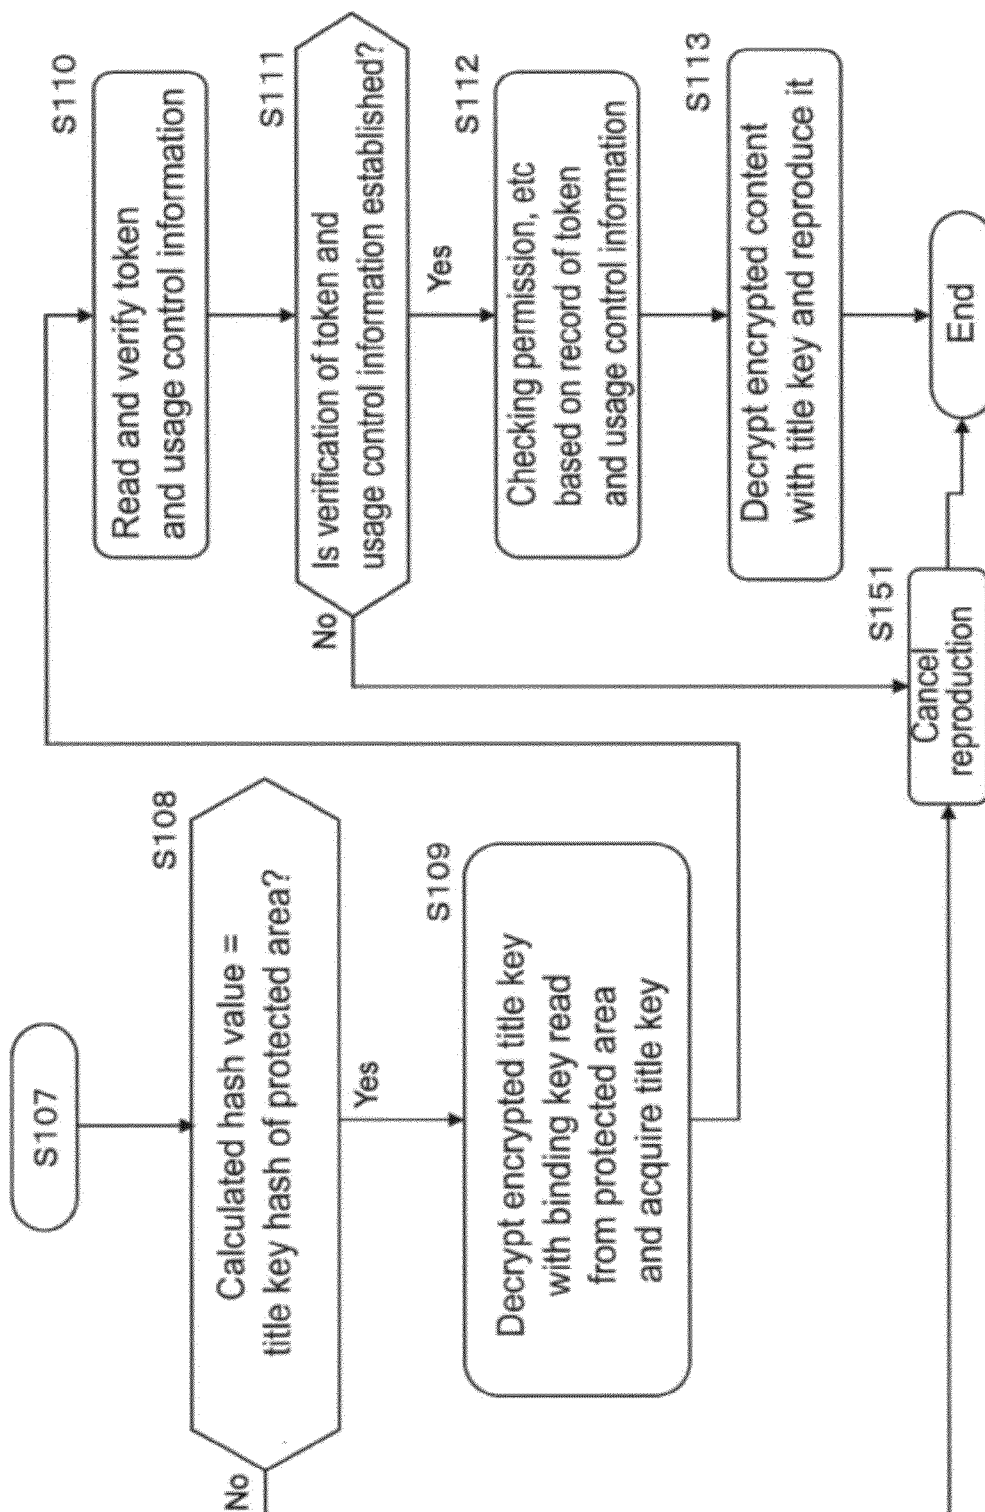 S107
S108
Calculated hash value =
title key hash of protected area?
No
Yes
S109
Decrypt encrypted title key
with binding key read
from protected area
and acquire title key
S110
Read and verify token
and usage control information
S111
Is verification of token and
usage control information established?
No
Yes
S112
Checking permission, etc
based on record of token
and usage control information
S113
Decrypt encrypted content
with title key and reproduce it
S151
Cancel
reproduction
End